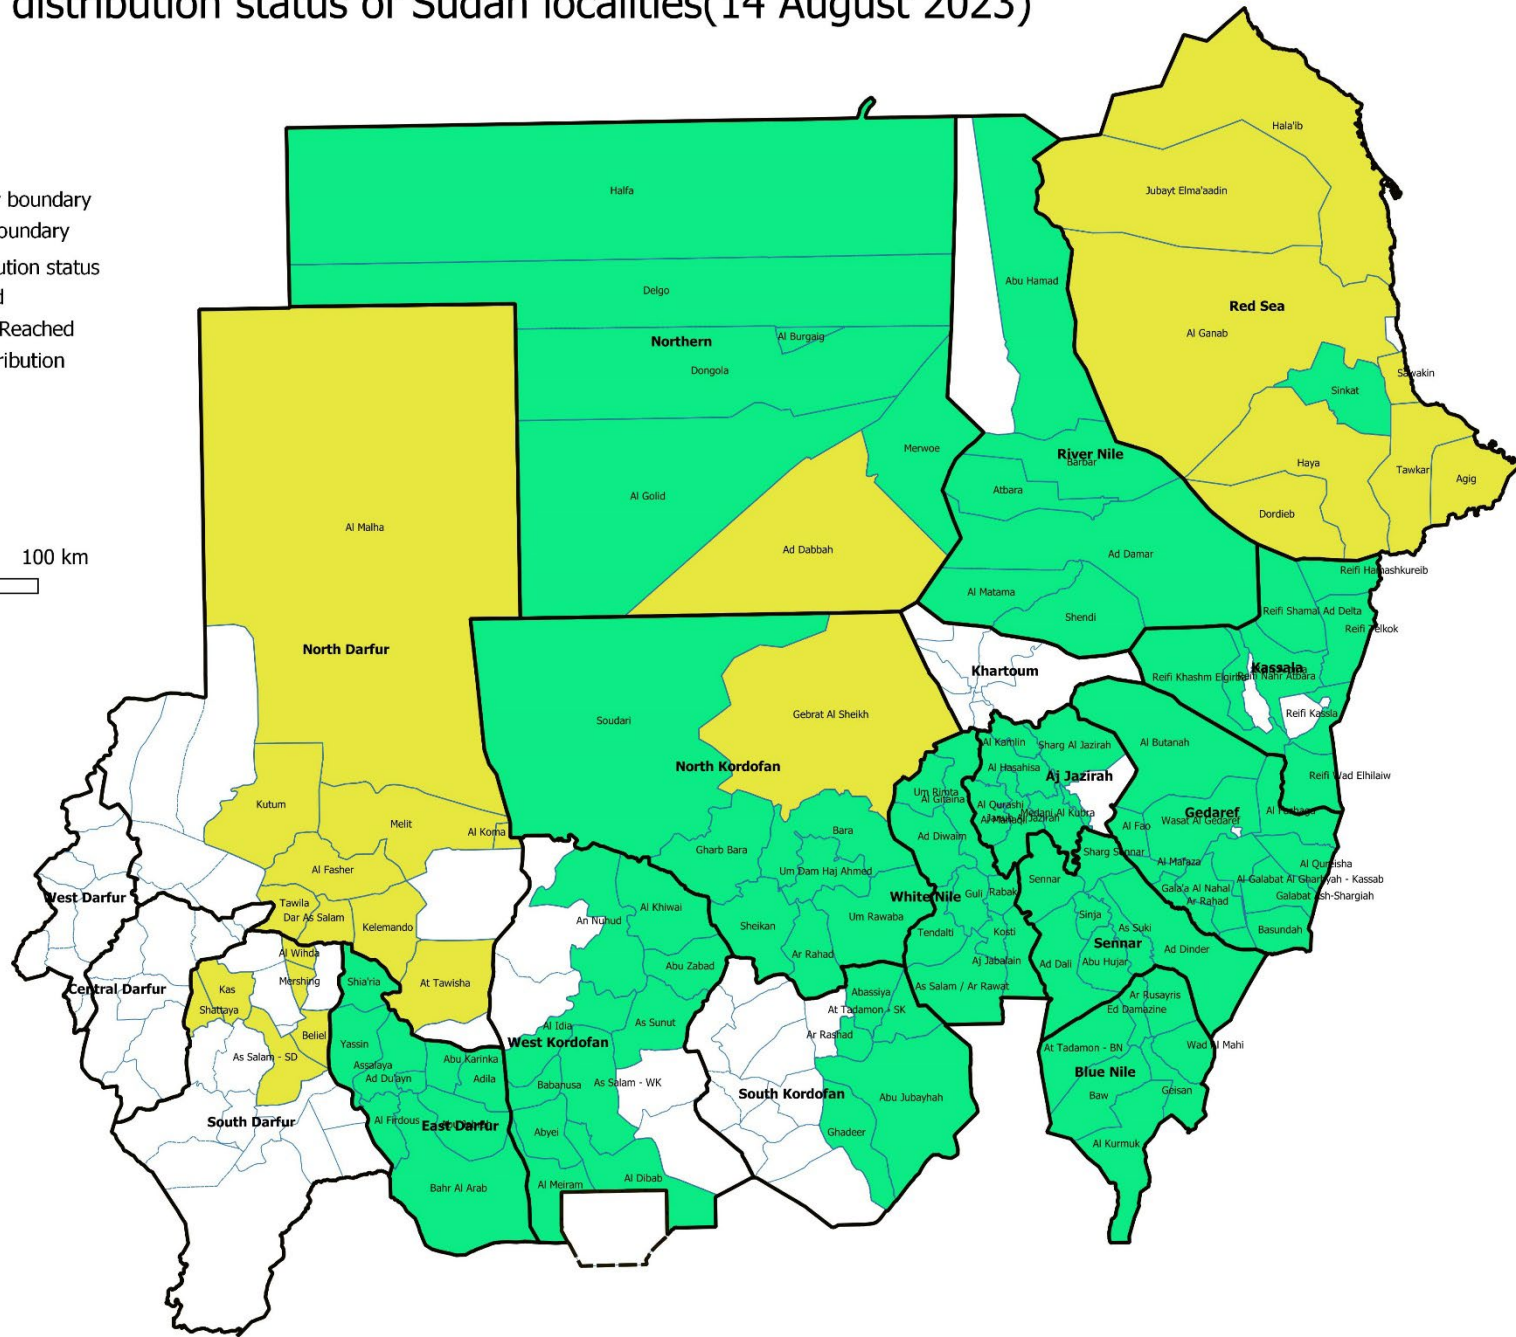 distribution status of Sudan localities(14 August 2023)
boundary
oundary
ution status
d
Reached
ribution
100 km
Hala'ib
Jubayt Elma'aadin
Halfa
Abu Hamad
Delgo
Red Sea
Al Ganab
Al Burgaig
Northern
Dongola
Sawakin
Sinkat
Merwoe
River Nile
Barbar
Haya
Tawkar
Agig
Atbara
Al Golid
Dordieb
Al Malha
Ad Dabbah
Ad Damar
Reifi Hamashkureib
Al Matama
Shendi
Reifi Shamal Ad Delta
Reifi Telkok
North Darfur
Khartoum
Kassala
Reifi Khashm Elgirba
Reifi Nahr Atbara
Soudari
Gebrat Al Sheikh
Reifi Kassla
Al Kamlin
Sharg Al Jazirah
Al Butanah
North Kordofan
Al Hasahisa
Aj Jazirah
Reifi Wad Elhilaiw
Um Rimta
Al Gitaina
Kutum
Al Qurashi
Medani Al Kubra
Janub Al Jazirah
Al Manaqil
Gedaref
Wasat Al Gedaref
Al Fashaga
Al Fao
Melit
Al Koma
Bara
Ad Diwaim
Gharb Bara
Sharg Sennar
Al Mafaza
Al Qureisha
Al Fasher
Um Dam Haj Ahmed
Sennar
Al Galabat Al Gharbyah - Kassab
Gala'a Al Nahal
Galabat Ash-Shargiah
West Darfur
Tawila
Dar As Salam
White Nile
Guli
Rabak
Ar Rahad
Kelemando
An Nuhud
Al Khiwai
Sheikan
Um Rawaba
Tendalti
Kosti
Sinja
As Suki
Basundah
Al Wihda
Ar Rahad
Sennar
Ad Dinder
Al Jabalain
Abu Zabad
Ad Dali
Abu Hujar
Central Darfur
Kas
Mershing
Shia'ria
At Tawisha
As Salam / Ar Rawat
Abassiya
Ar Rusayris
Shattaya
At Tadamon - SK
Ed Damazine
Al Idia
As Sunut
Beliel
Yassin
West Kordofan
Ar Rashad
At Tadamon - BN
Wad Al Mahi
As Salam - SD
Abu Karinka
Assalaya
Ad Du'ayn
Adila
Babanusa
As Salam - WK
Blue Nile
South Kordofan
Abu Jubayhah
Baw
Geisan
South Darfur
Al Firdous
East Darfur
Abyei
Ghadeer
Al Kurmuk
Bahr Al Arab
Al Meiram
Al Dibab